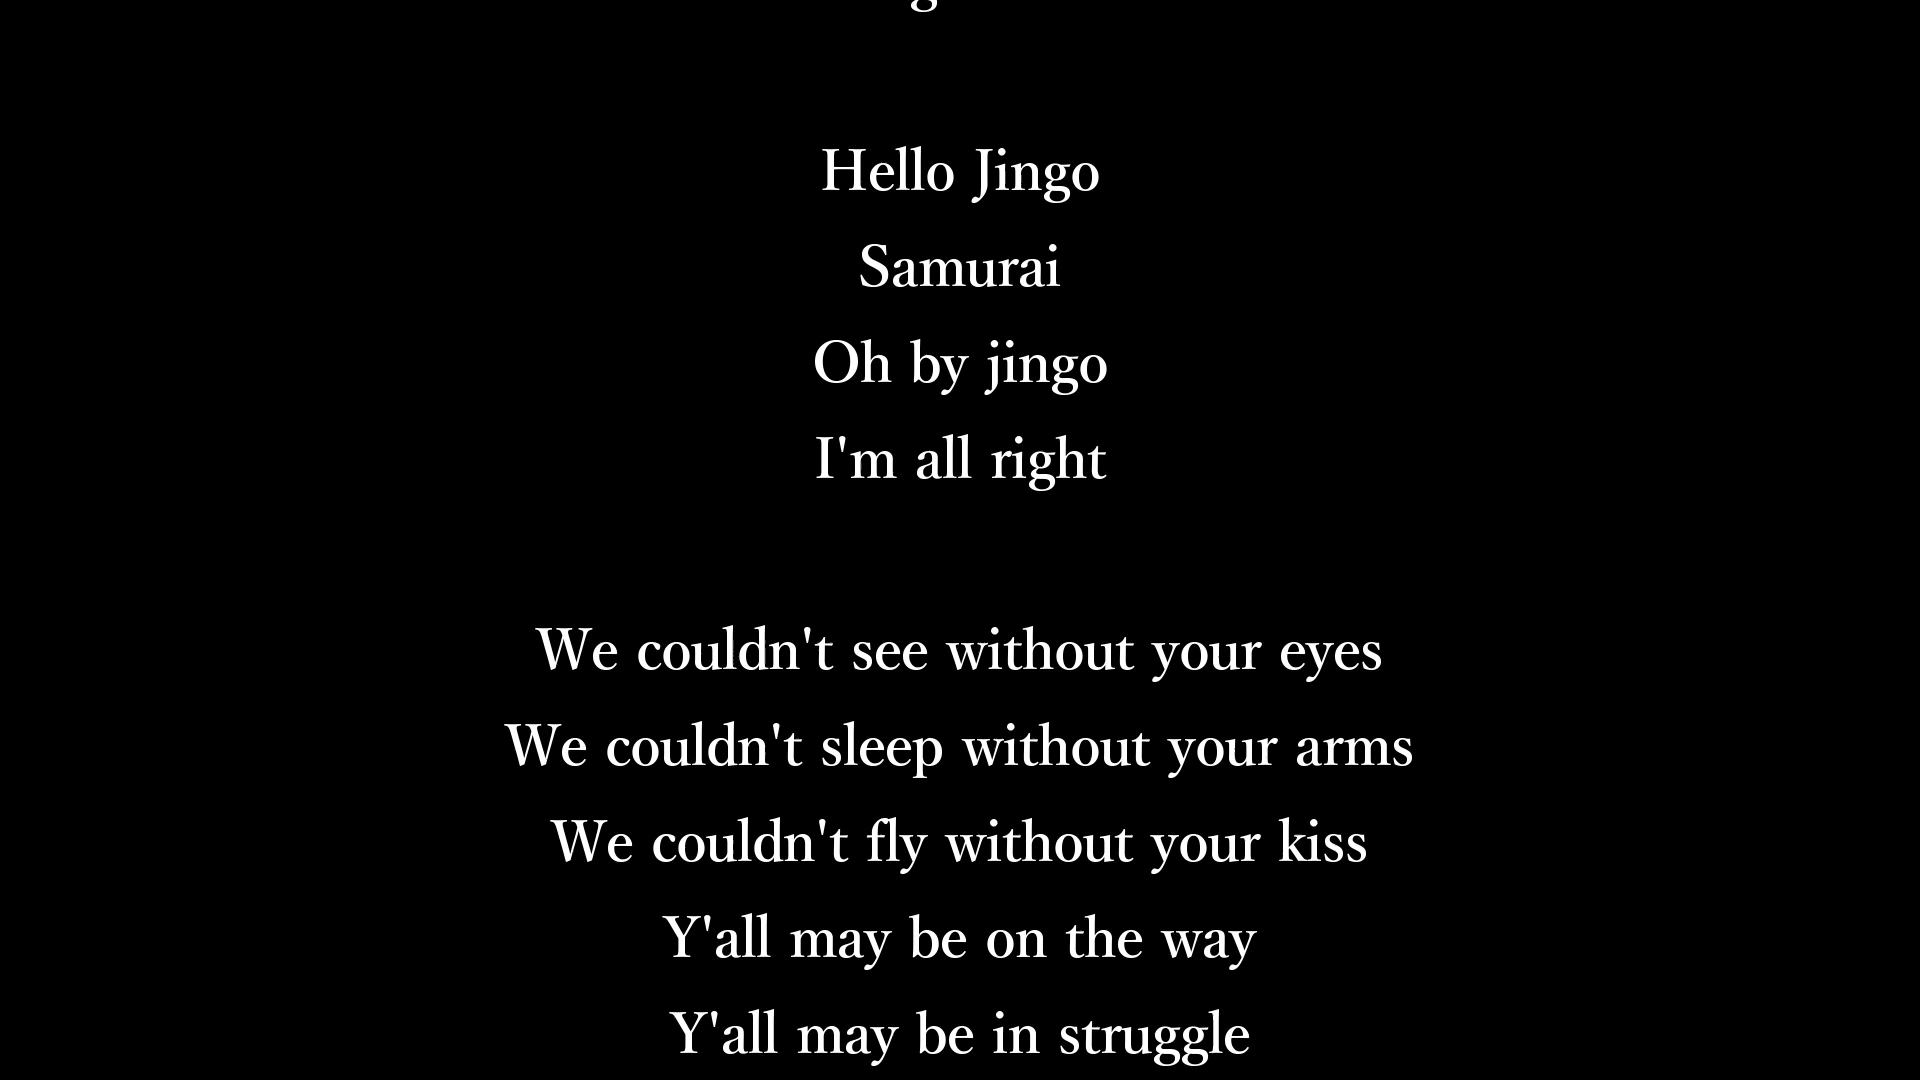 Hello Jingo
Samurai
Oh by jingo
I'm all right
We couldn't see without your eyes
We couldn't sleep without your arms
We couldn't fly without your kiss
Y'all may be on the way
Y'all may be in struggle